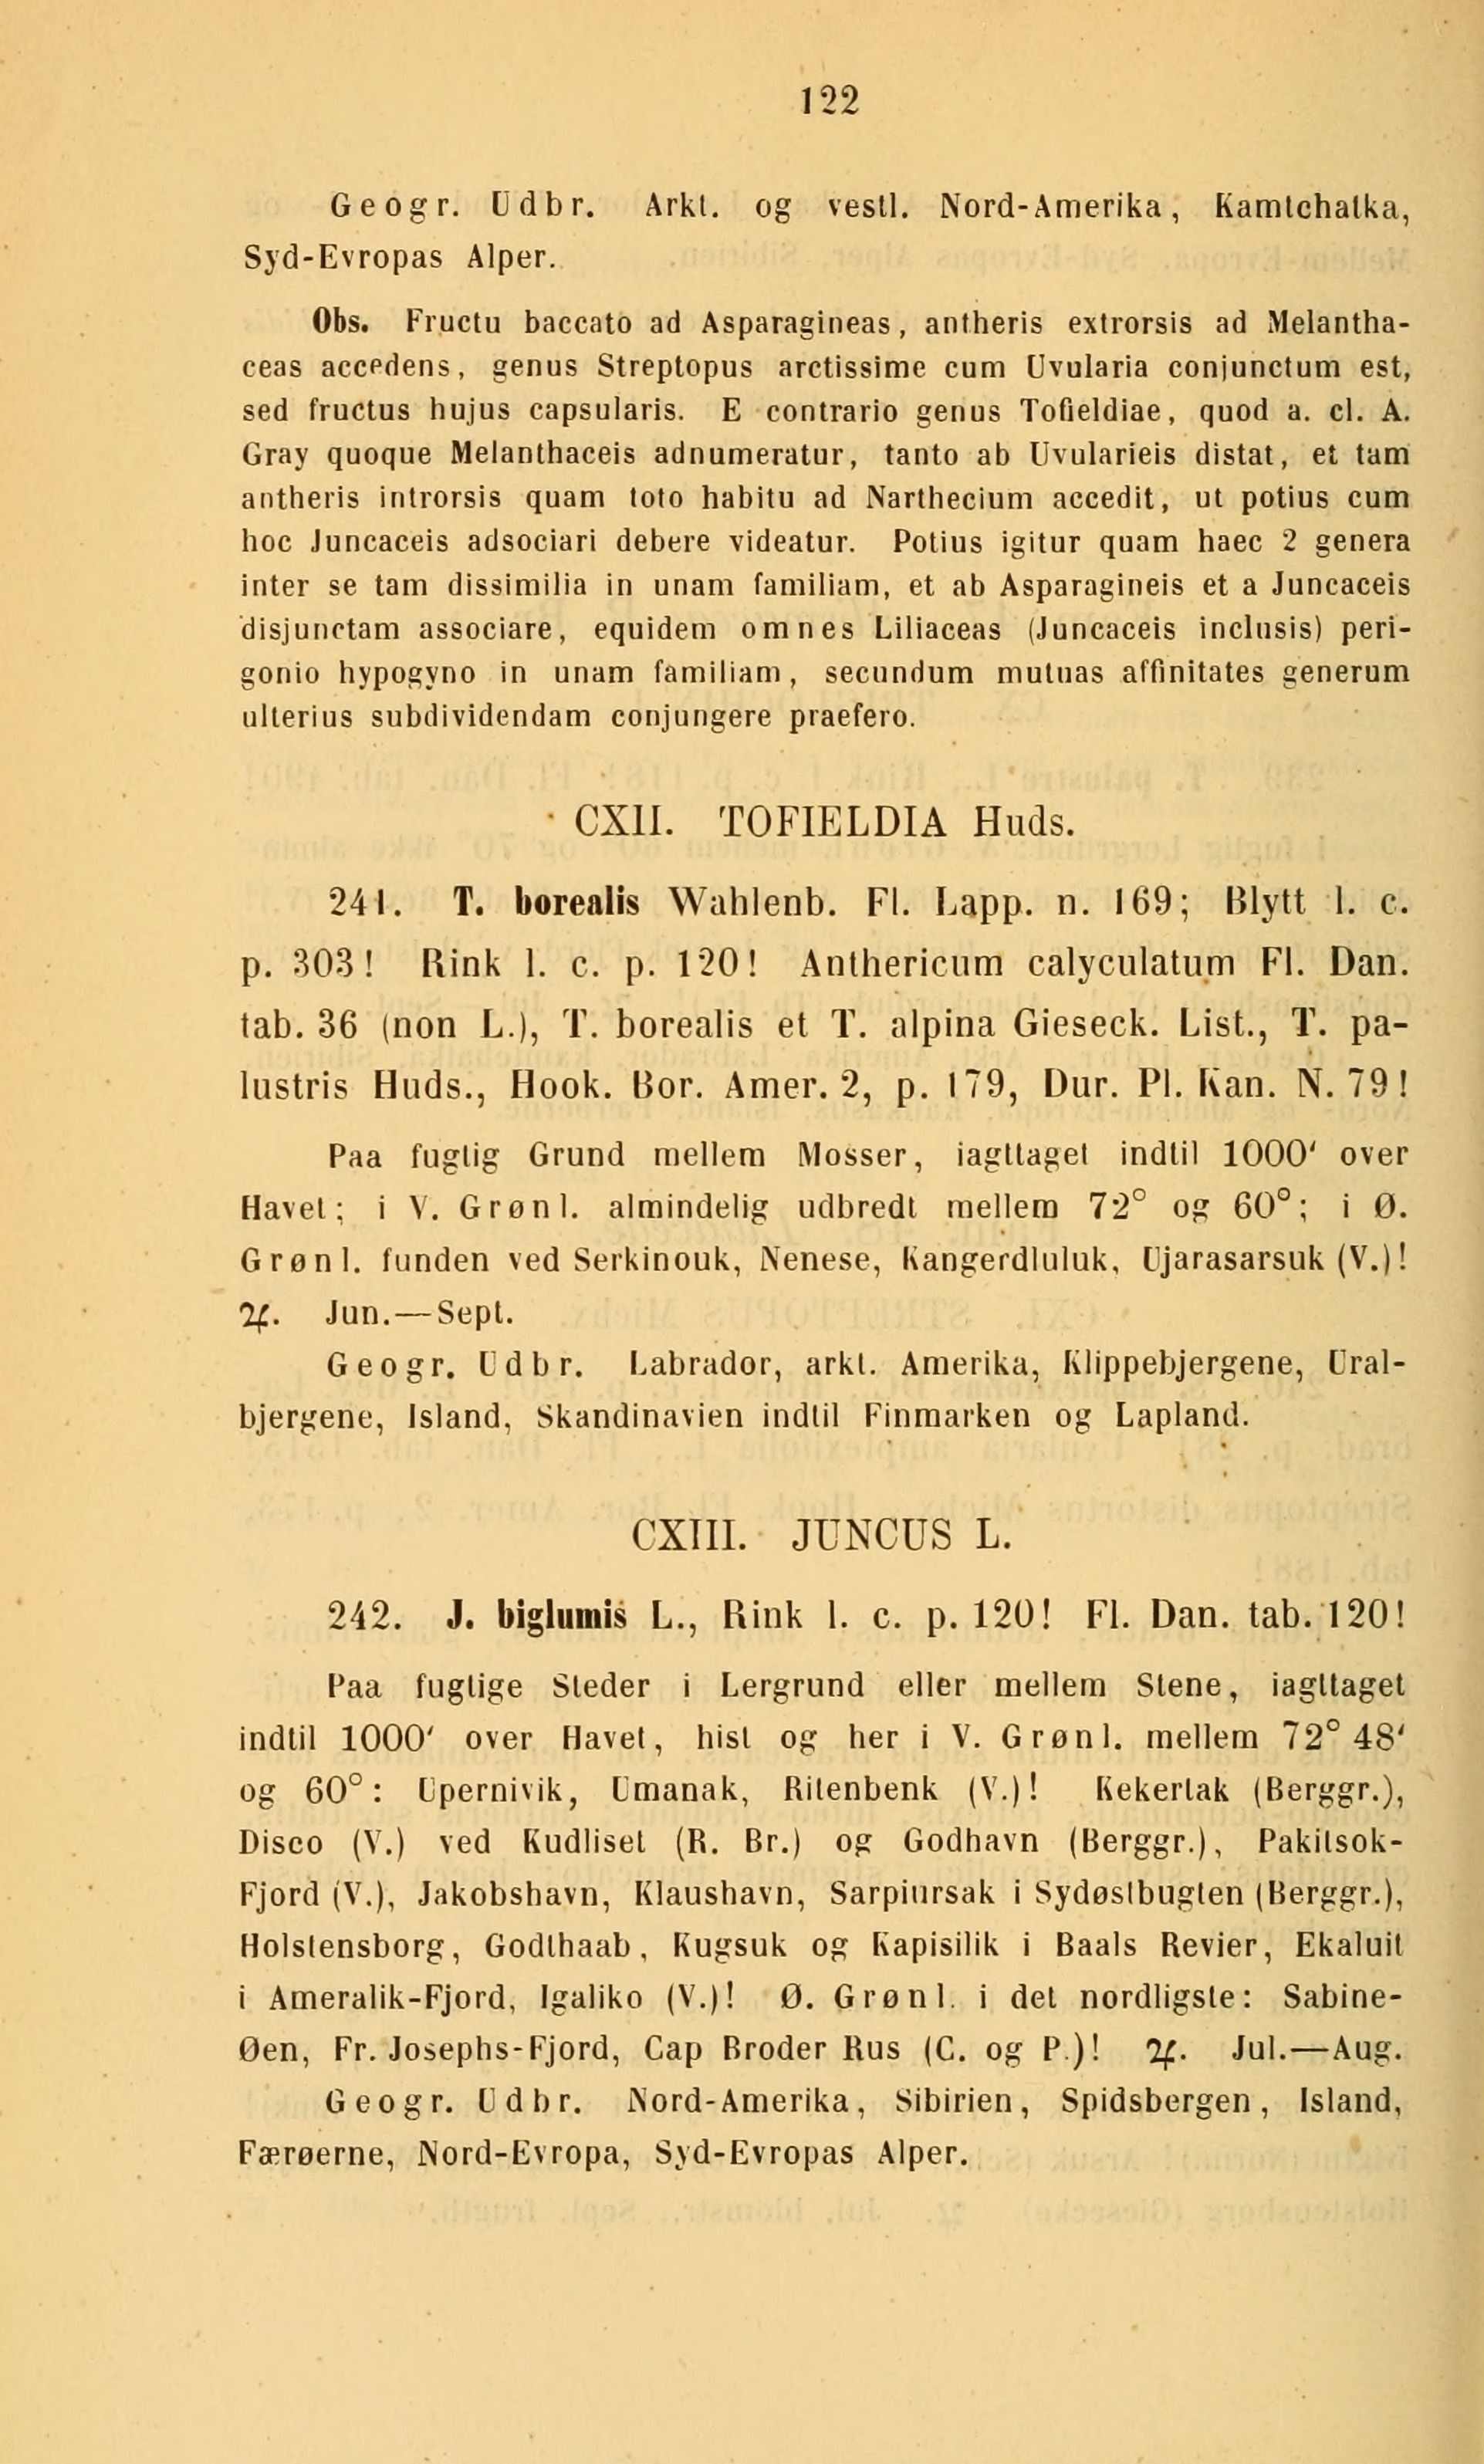 122
Geogr. Udbr. Arkt. og vestl. Nord-Amerika, Kamtchatka,
Syd-Evropas Alper.
Obs. Fructu baccato ad Asparagineas, antheris extrorsis ad Melantha-
ceas accedens, genus Streptopus arctissime cum Uvularia conjunctum est,
sed fructus hujus capsularis. E contrario genus Tofieldiae, quod a. cl. A.
Gray quoque Melanthaceis adnumeratur, tanto ab Uvularieis distat, et tam
antheris introrsis quam toto habitu ad Narthecium accedit, ut potius cum
hoc Juncaceis adsociari debere videatur. Potius igitur quam haec 2 genera
inter se tam dissimilia in unam familiam, et ab Asparagineis et a Juncaceis
disjunctam associare, equidem omnes Liliaceas (Juncaceis inclusis) peri-
gonio hypogyno in unam familiam, secundum mutuas affinitates generum
ulterius subdividendam conjungere praefero.
CXII. TOFIELDIA Huds.
241. T. borealis Wahlenb. Fl. Lapp. n. 169; Blytt l. c.
p. 303! Rink l. c. p. 120! Anthericum calyculatum Fl. Dan.
tab. 36 (non L.), T. borealis et T. alpina Gieseck. List., T. pa-
lustris Huds., Hook. Bor. Amer. 2, p. 179, Dur. Pl. Kan. N. 79!
Paa fugtig Grund mellem Mosser, iagttaget indtil 1000' over
Havet; i V. Grønl. almindelig udbredt mellem 72° og 60°; i Ø.
Grønl. funden ved Serkinouk, Nenese, Kangerdluluk, Ujarasarsuk (V.)!
♃. Jun.—Sept.
Geogr. Udbr. Labrador, arkt. Amerika, Klippebjergene, Ural-
bjergene, Island, Skandinavien indtil Finmarken og Lapland.
CXIII. JUNCUS L.
242. J. biglumis L., Rink l. c. p. 120! Fl. Dan. tab. 120!
Paa fugtige Steder i Lergrund eller mellem Stene, iagttaget
indtil 1000' over Havet, hist og her i V. Grønl. mellem 72° 48'
og 60°: Upernivik, Umanak, Ritenbenk (V.)! Kekertak (Berggr.),
Disco (V.) ved Kudliset (R. Br.) og Godhavn (Berggr.), Pakitsok-
Fjord (V.), Jakobshavn, Klaushavn, Sarpiursak i Sydøstbugten (Berggr.),
Holstensborg, Godthaab, Kugsuk og Kapisilik i Baals Revier, Ekaluit
i Ameralik-Fjord, Igaliko (V.)! Ø. Grønl. i det nordligste: Sabine-
Øen, Fr. Josephs-Fjord, Cap Broder Rus (C. og P.)! ♃. Jul.—Aug.
Geogr. Udbr. Nord-Amerika, Sibirien, Spidsbergen, Island,
Færøerne, Nord-Evropa, Syd-Evropas Alper.